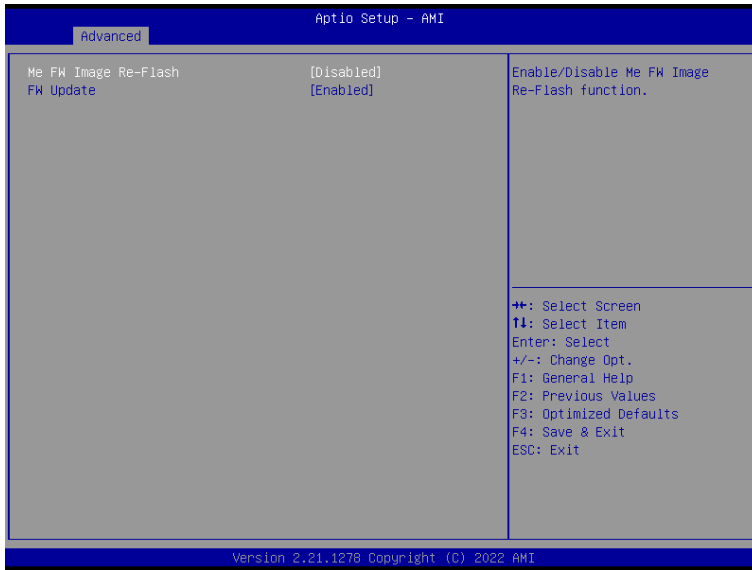 Aptio Setup – AMI
Advanced
Me FW Image Re-Flash [Disabled]
FW Update [Enabled]
Enable/Disable Me FW Image
Re-Flash function.
→←: Select Screen
↑↓: Select Item
Enter: Select
+/-: Change Opt.
F1: General Help
F2: Previous Values
F3: Optimized Defaults
F4: Save & Exit
ESC: Exit
Version 2.21.1278 Copyright (C) 2022 AMI